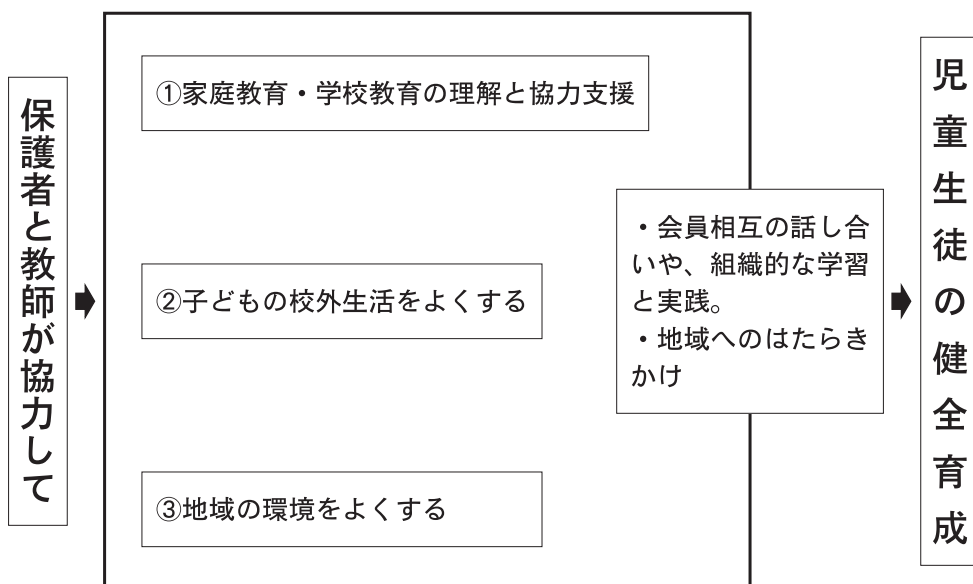 保護者と教師が協力して
①家庭教育・学校教育の理解と協力支援
②子どもの校外生活をよくする
③地域の環境をよくする
・会員相互の話し合
いや、組織的な学習
と実践。
・地域へのはたらき
かけ
児童生徒の健全育成